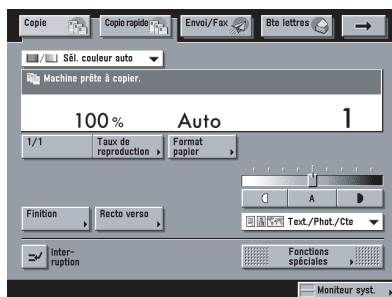 Copie
Copie rapide
Envoi/Fax
Bte lettres
Sél. couleur auto
Machine prête à copier.
100 %
Auto
1
1/1
Taux de
reproduction
Format
papier
A
Finition
Recto verso
Text./Phot./Cte
Inter-
ruption
Fonctions
spéciales
Moniteur syst.